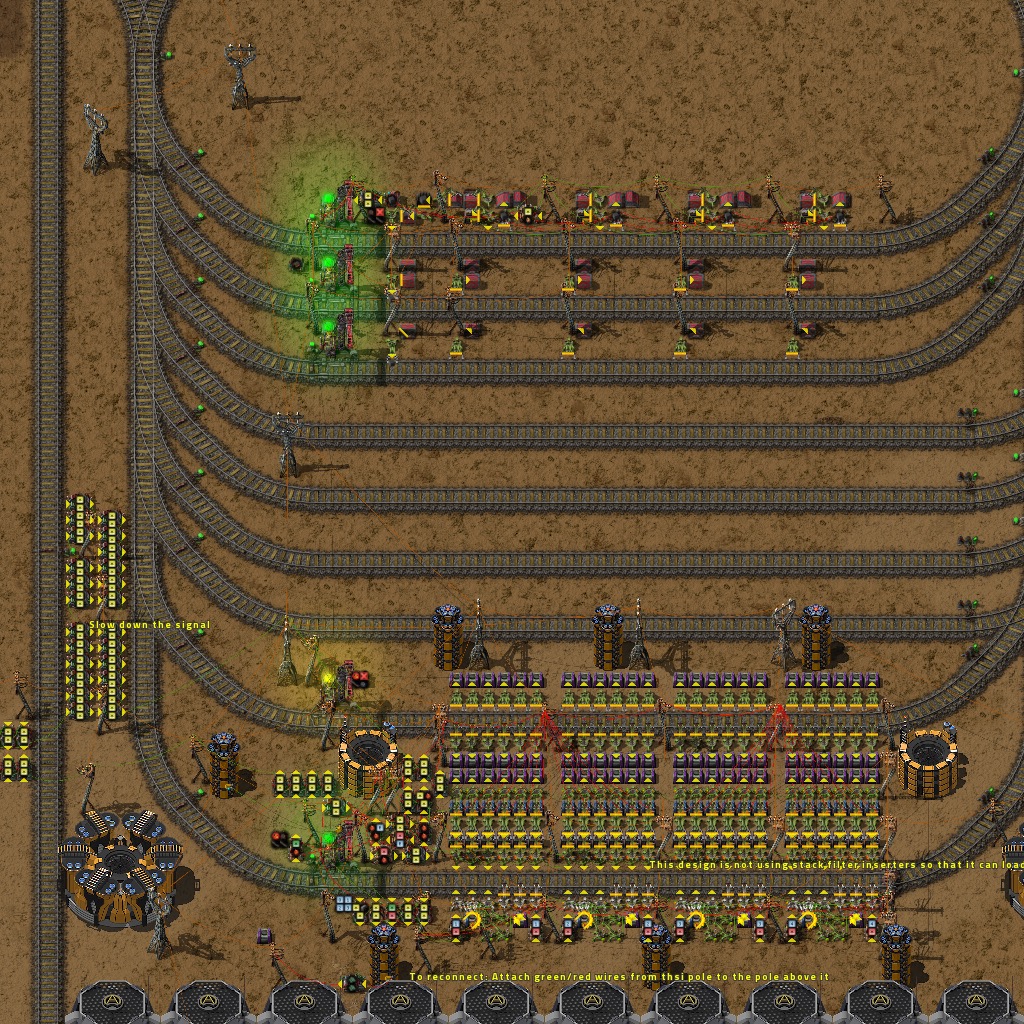 Slow down the signal
This design is not using stack filter inserters so that it can load
To reconnect: Attach green/red wires from thsi pole to the pole above it